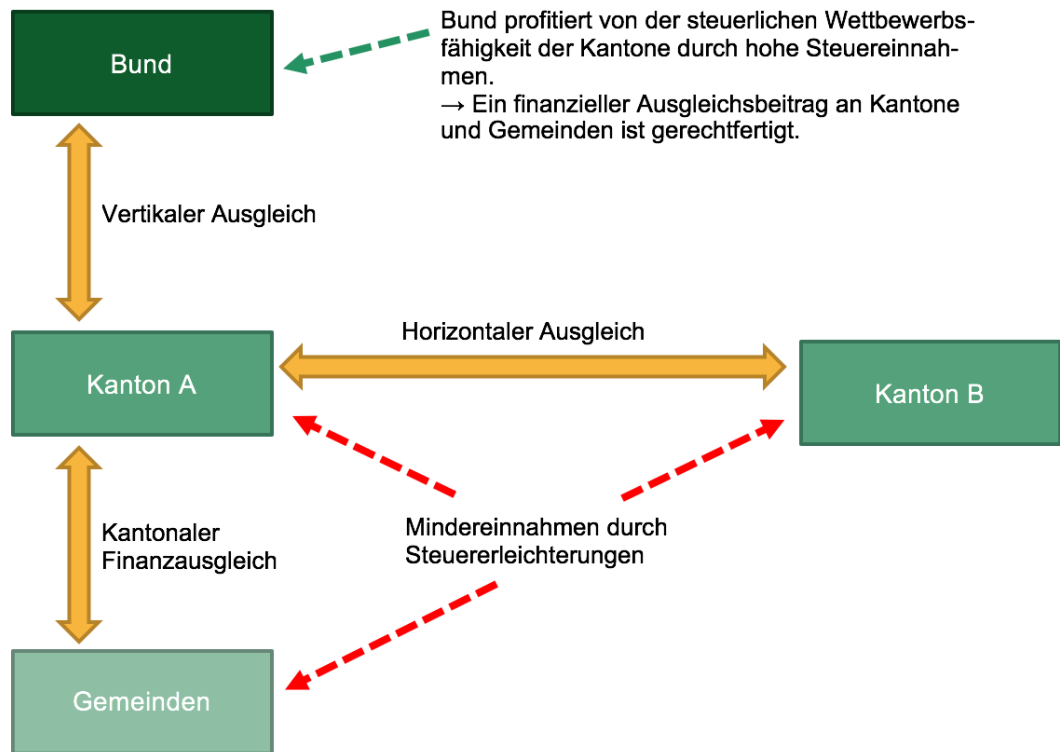 Bund
Bund profitiert von der steuerlichen Wettbewerbs-
fähigkeit der Kantone durch hohe Steuereinnah-
men.
→ Ein finanzieller Ausgleichsbeitrag an Kantone
und Gemeinden ist gerechtfertigt.
Vertikaler Ausgleich
Horizontaler Ausgleich
Kanton A
Kanton B
Kantonaler
Finanzausgleich
Mindereinnahmen durch
Steuererleichterungen
Gemeinden